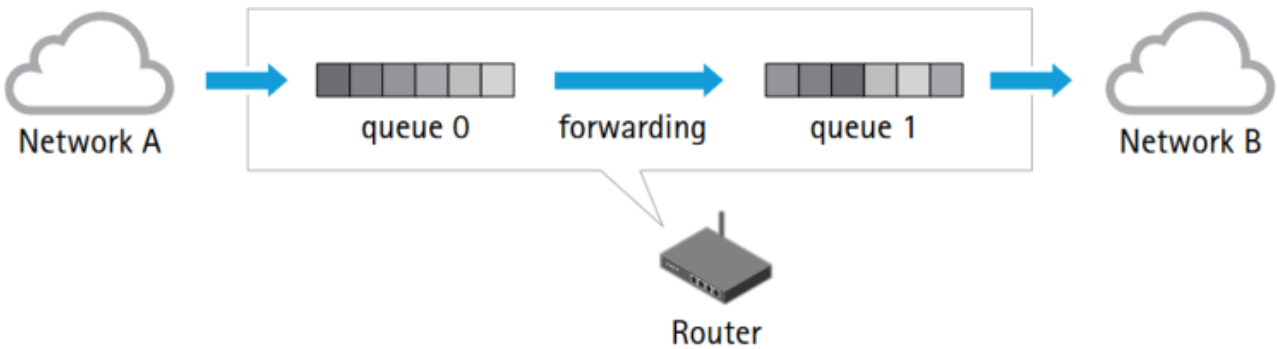 Network A
queue 0
forwarding
queue 1
Network B
Router